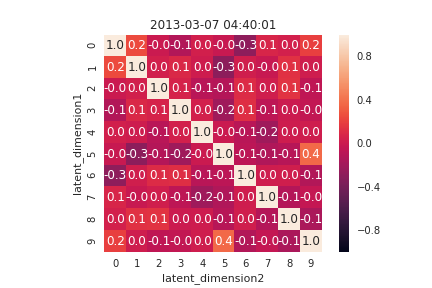 2013-03-07 04:40:01
latent_dimension1
0 1.0 0.2 -0.0 -0.1 0.0 -0.0 -0.3 0.1 0.0 0.2
1 0.2 1.0 0.0 0.1 0.0 -0.3 0.0 -0.0 0.1 0.0
2 -0.0 0.0 1.0 0.1 -0.1 -0.1 0.1 0.0 0.1 -0.1
3 -0.1 0.1 0.1 1.0 0.0 -0.2 0.1 -0.1 0.0 -0.0
4 0.0 0.0 -0.1 0.0 1.0 -0.0 -0.1 -0.2 0.0 0.0
5 -0.0 -0.3 -0.1 -0.2 -0.0 1.0 -0.1 -0.1 -0.1 0.4
6 -0.3 0.0 0.1 0.1 -0.1 -0.1 1.0 0.0 0.0 -0.1
7 0.1 -0.0 0.0 -0.1 -0.2 -0.1 0.0 1.0 -0.1 -0.0
8 0.0 0.1 0.1 0.0 0.0 -0.1 0.0 -0.1 1.0 -0.1
9 0.2 0.0 -0.1 -0.0 0.0 0.4 -0.1 -0.0 -0.1 1.0
0 1 2 3 4 5 6 7 8 9
latent_dimension2
0.8
0.4
0.0
−0.4
−0.8